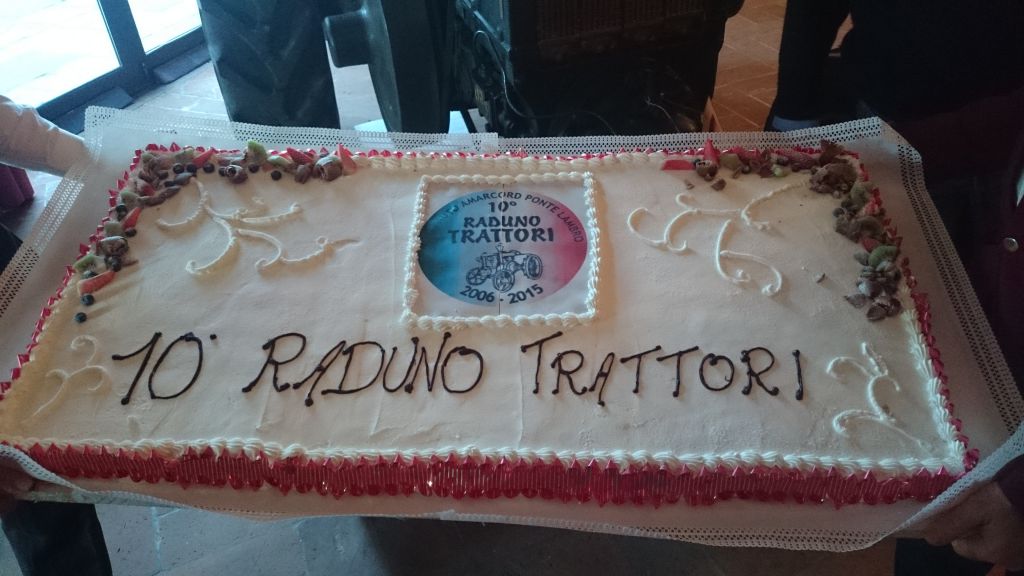 AMARCORD PONTE LAMBRO
10°
RADUNO
TRATTORI
2006 - 2015
10° RADUNO TRATTORI